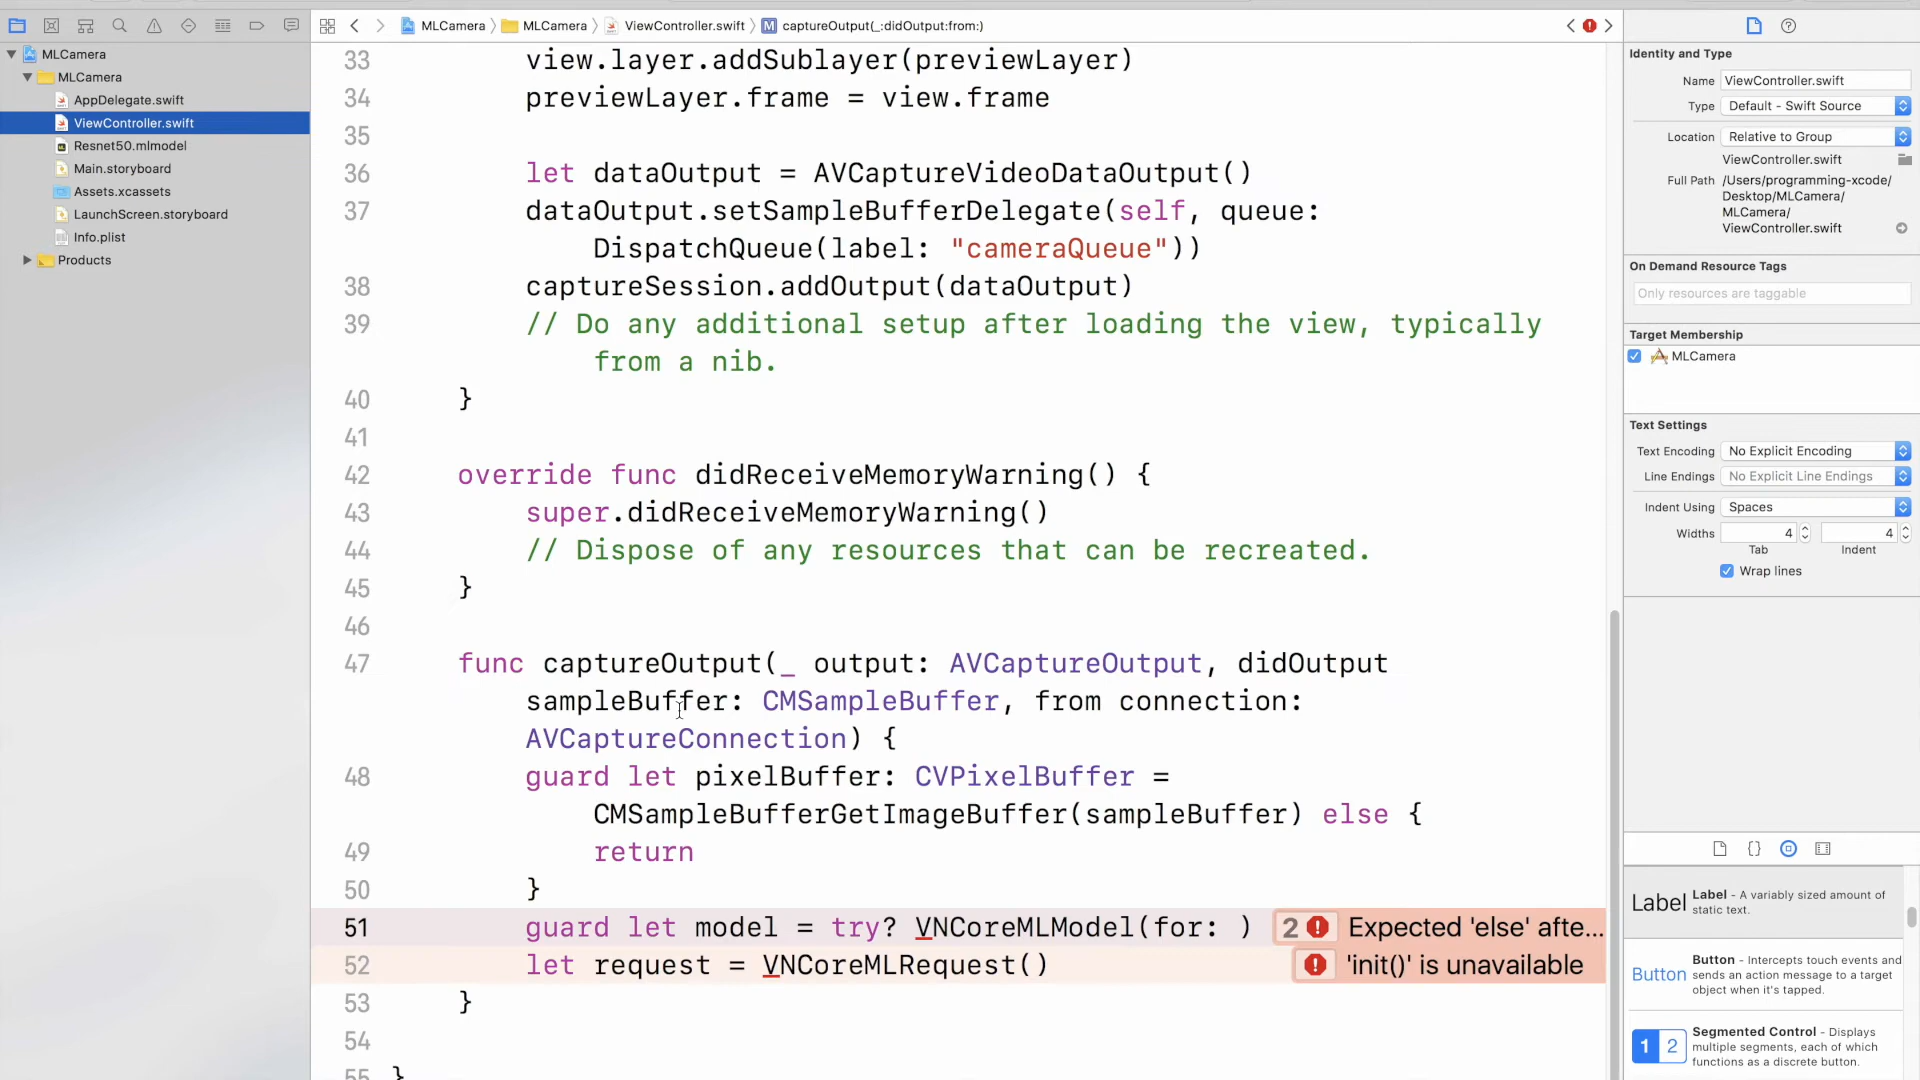 MLCamera
MLCamera
ViewController.swift
captureOutput(_:didOutput:from:)
MLCamera
MLCamera
AppDelegate.swift
ViewController.swift
Resnet50.mlmodel
Main.storyboard
Assets.xcassets
LaunchScreen.storyboard
Info.plist
Products
33 view.layer.addSublayer(previewLayer)
34 previewLayer.frame = view.frame
35
36 let dataOutput = AVCaptureVideoDataOutput()
37 dataOutput.setSampleBufferDelegate(self, queue:
DispatchQueue(label: "cameraQueue"))
38 captureSession.addOutput(dataOutput)
39 // Do any additional setup after loading the view, typically
from a nib.
40 }
41
42 override func didReceiveMemoryWarning() {
43 super.didReceiveMemoryWarning()
44 // Dispose of any resources that can be recreated.
45 }
46
47 func captureOutput(_ output: AVCaptureOutput, didOutput
sampleBuffer: CMSampleBuffer, from connection:
AVCaptureConnection) {
48 guard let pixelBuffer: CVPixelBuffer =
CMSampleBufferGetImageBuffer(sampleBuffer) else {
49 return
50 }
51 guard let model = try? VNCoreMLModel(for: ) 2 Expected 'else' afte...
52 let request = VNCoreMLRequest() 'init()' is unavailable
53 }
54
55 }
Identity and Type
Name ViewController.swift
Type Default - Swift Source
Location Relative to Group
ViewController.swift
Full Path /Users/programming-xcode/
Desktop/MLCamera/
MLCamera/
ViewController.swift
On Demand Resource Tags
Only resources are taggable
Target Membership
MLCamera
Text Settings
Text Encoding No Explicit Encoding
Line Endings No Explicit Line Endings
Indent Using Spaces
Widths 4 4
Tab Indent
Wrap lines
Label Label - A variably sized amount of
static text.
Button Button - Intercepts touch events and
sends an action message to a target
object when it's tapped.
1 2 Segmented Control - Displays
multiple segments, each of which
functions as a discrete button.